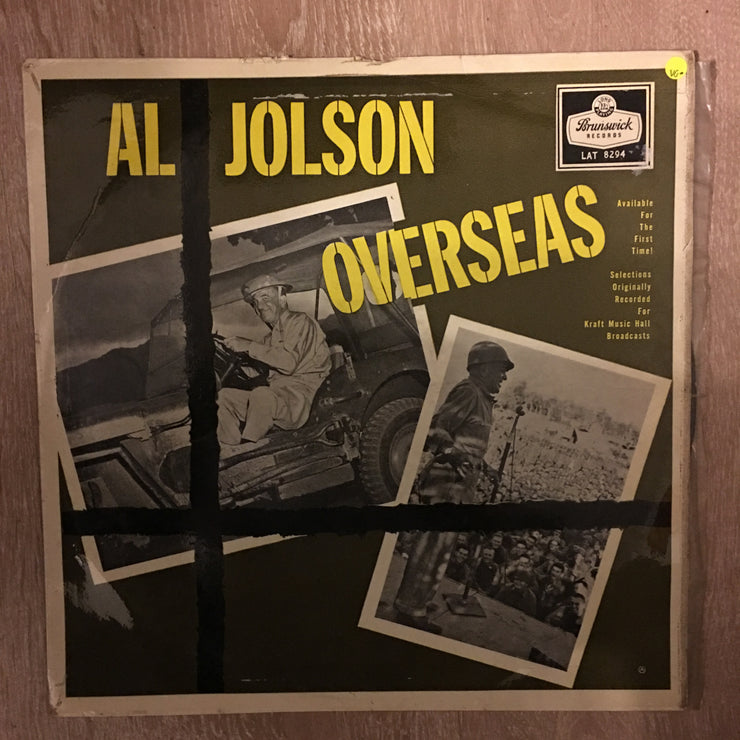 AL JOLSON
OVERSEAS
Brunswick
RECORDS
LAT 8294
VG-
Available
For
The
First
Time!
Selections
Originally
Recorded
For
Kraft Music Hall
Broadcasts